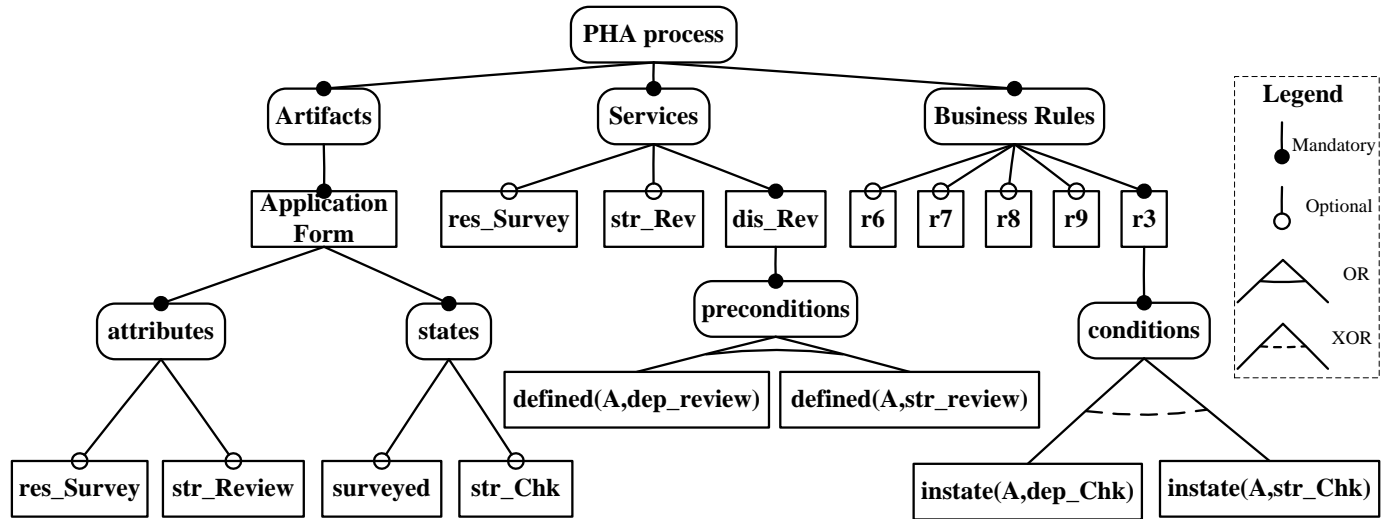 PHA process
Artifacts
Services
Business Rules
Legend
Mandatory
Optional
OR
XOR
Application
Form
res_Survey
str_Rev
dis_Rev
r6
r7
r8
r9
r3
attributes
states
preconditions
conditions
defined(A,dep_review)
defined(A,str_review)
res_Survey
str_Review
surveyed
str_Chk
instate(A,dep_Chk)
instate(A,str_Chk)